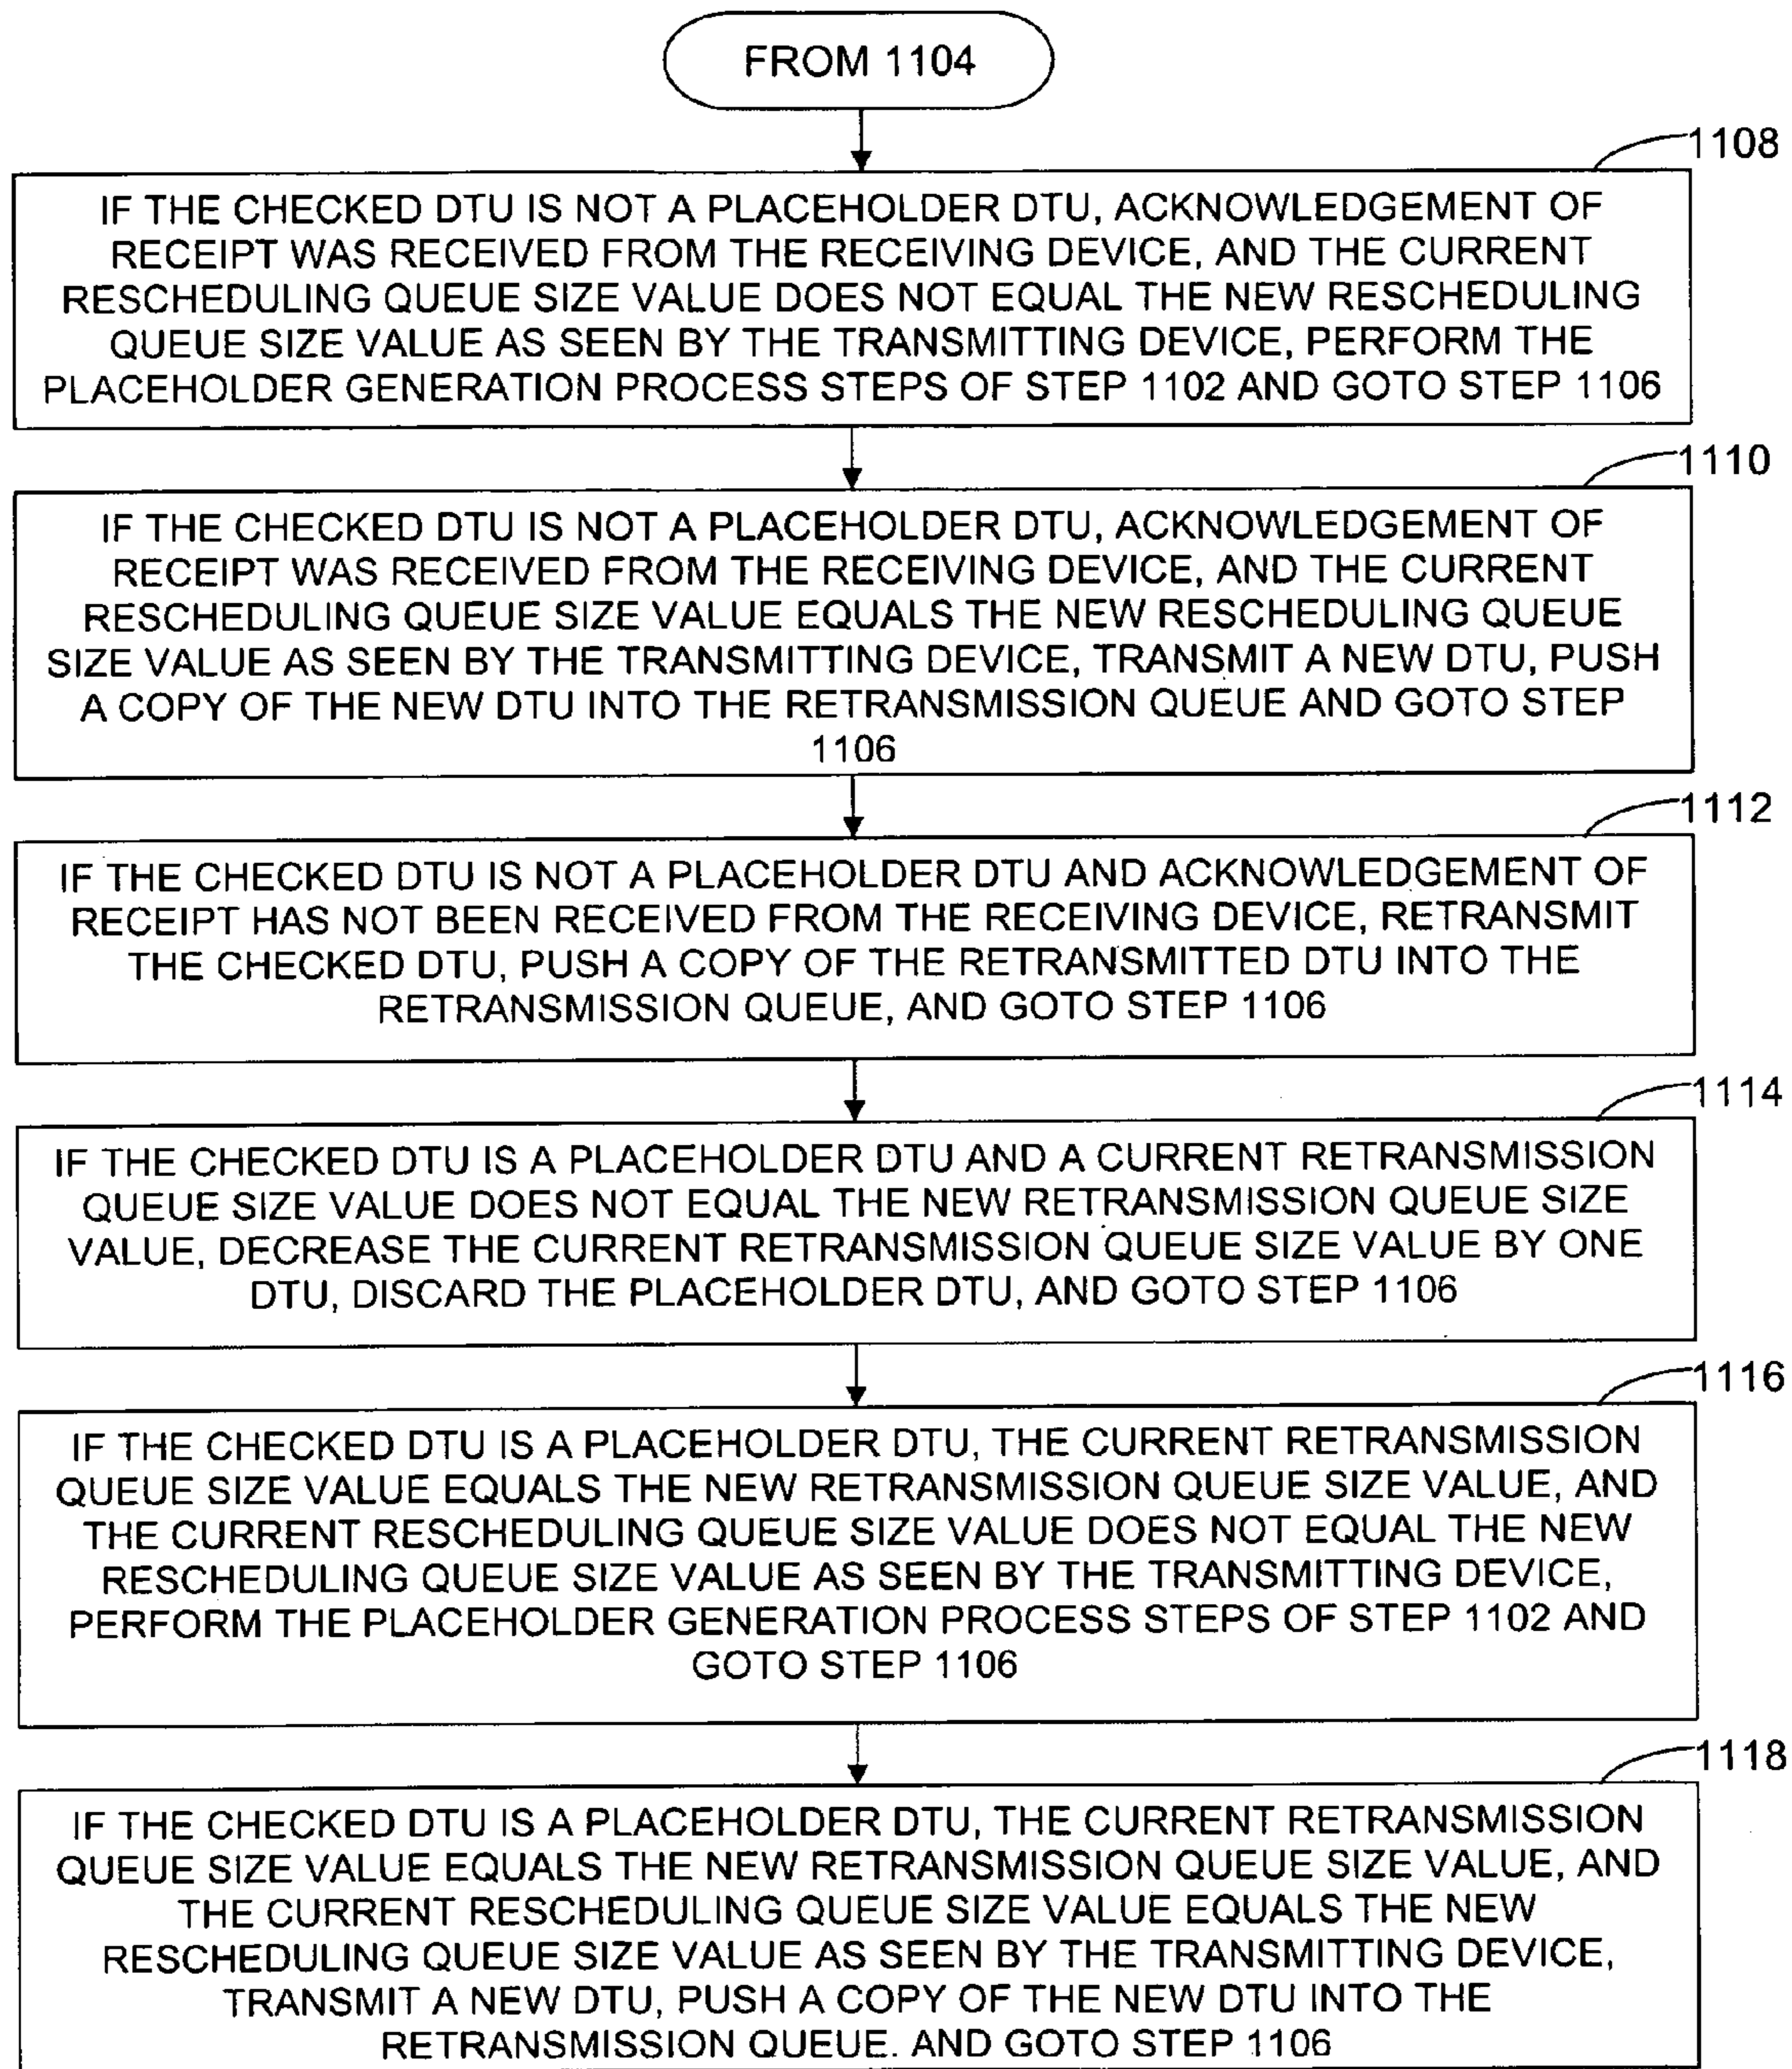 FROM 1104
1108
IF THE CHECKED DTU IS NOT A PLACEHOLDER DTU, ACKNOWLEDGEMENT OF
RECEIPT WAS RECEIVED FROM THE RECEIVING DEVICE, AND THE CURRENT
RESCHEDULING QUEUE SIZE VALUE DOES NOT EQUAL THE NEW RESCHEDULING
QUEUE SIZE VALUE AS SEEN BY THE TRANSMITTING DEVICE, PERFORM THE
PLACEHOLDER GENERATION PROCESS STEPS OF STEP 1102 AND GOTO STEP 1106
1110
IF THE CHECKED DTU IS NOT A PLACEHOLDER DTU, ACKNOWLEDGEMENT OF
RECEIPT WAS RECEIVED FROM THE RECEIVING DEVICE, AND THE CURRENT
RESCHEDULING QUEUE SIZE VALUE EQUALS THE NEW RESCHEDULING QUEUE
SIZE VALUE AS SEEN BY THE TRANSMITTING DEVICE, TRANSMIT A NEW DTU, PUSH
A COPY OF THE NEW DTU INTO THE RETRANSMISSION QUEUE AND GOTO STEP
1106
1112
IF THE CHECKED DTU IS NOT A PLACEHOLDER DTU AND ACKNOWLEDGEMENT OF
RECEIPT HAS NOT BEEN RECEIVED FROM THE RECEIVING DEVICE, RETRANSMIT
THE CHECKED DTU, PUSH A COPY OF THE RETRANSMITTED DTU INTO THE
RETRANSMISSION QUEUE, AND GOTO STEP 1106
1114
IF THE CHECKED DTU IS A PLACEHOLDER DTU AND A CURRENT RETRANSMISSION
QUEUE SIZE VALUE DOES NOT EQUAL THE NEW RETRANSMISSION QUEUE SIZE
VALUE, DECREASE THE CURRENT RETRANSMISSION QUEUE SIZE VALUE BY ONE
DTU, DISCARD THE PLACEHOLDER DTU, AND GOTO STEP 1106
1116
IF THE CHECKED DTU IS A PLACEHOLDER DTU, THE CURRENT RETRANSMISSION
QUEUE SIZE VALUE EQUALS THE NEW RETRANSMISSION QUEUE SIZE VALUE, AND
THE CURRENT RESCHEDULING QUEUE SIZE VALUE DOES NOT EQUAL THE NEW
RESCHEDULING QUEUE SIZE VALUE AS SEEN BY THE TRANSMITTING DEVICE,
PERFORM THE PLACEHOLDER GENERATION PROCESS STEPS OF STEP 1102 AND
GOTO STEP 1106
1118
IF THE CHECKED DTU IS A PLACEHOLDER DTU, THE CURRENT RETRANSMISSION
QUEUE SIZE VALUE EQUALS THE NEW RETRANSMISSION QUEUE SIZE VALUE, AND
THE CURRENT RESCHEDULING QUEUE SIZE VALUE EQUALS THE NEW
RESCHEDULING QUEUE SIZE VALUE AS SEEN BY THE TRANSMITTING DEVICE,
TRANSMIT A NEW DTU, PUSH A COPY OF THE NEW DTU INTO THE
RETRANSMISSION QUEUE. AND GOTO STEP 1106